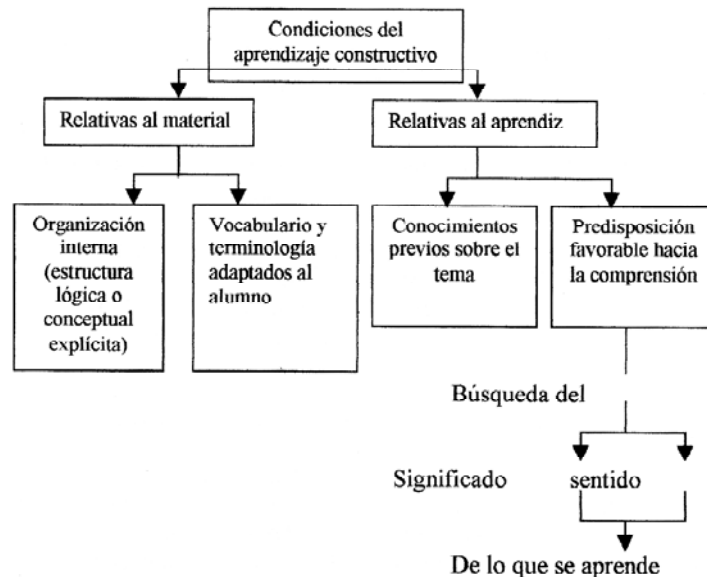 Condiciones del
aprendizaje constructivo
Relativas al material
Relativas al aprendiz
Organización
interna
(estructura
lógica o
conceptual
explícita)
Vocabulario y
terminología
adaptados al
alumno
Conocimientos
previos sobre el
tema
Predisposición
favorable hacia
la comprensión
Búsqueda del
Significado sentido
De lo que se aprende